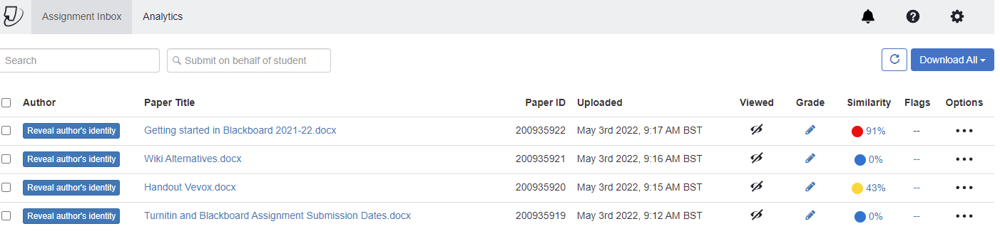 Assignment Inbox Analytics
Search Submit on behalf of student Download All
Author Paper Title Paper ID Uploaded Viewed Grade Similarity Flags Options
Reveal author's identity Getting started in Blackboard 2021-22.docx 200935922 May 3rd 2022, 9:17 AM BST 91% --
Reveal author's identity Wiki Alternatives.docx 200935921 May 3rd 2022, 9:16 AM BST 0% --
Reveal author's identity Handout Vevox.docx 200935920 May 3rd 2022, 9:15 AM BST 43% --
Reveal author's identity Turnitin and Blackboard Assignment Submission Dates.docx 200935919 May 3rd 2022, 9:12 AM BST 0% --